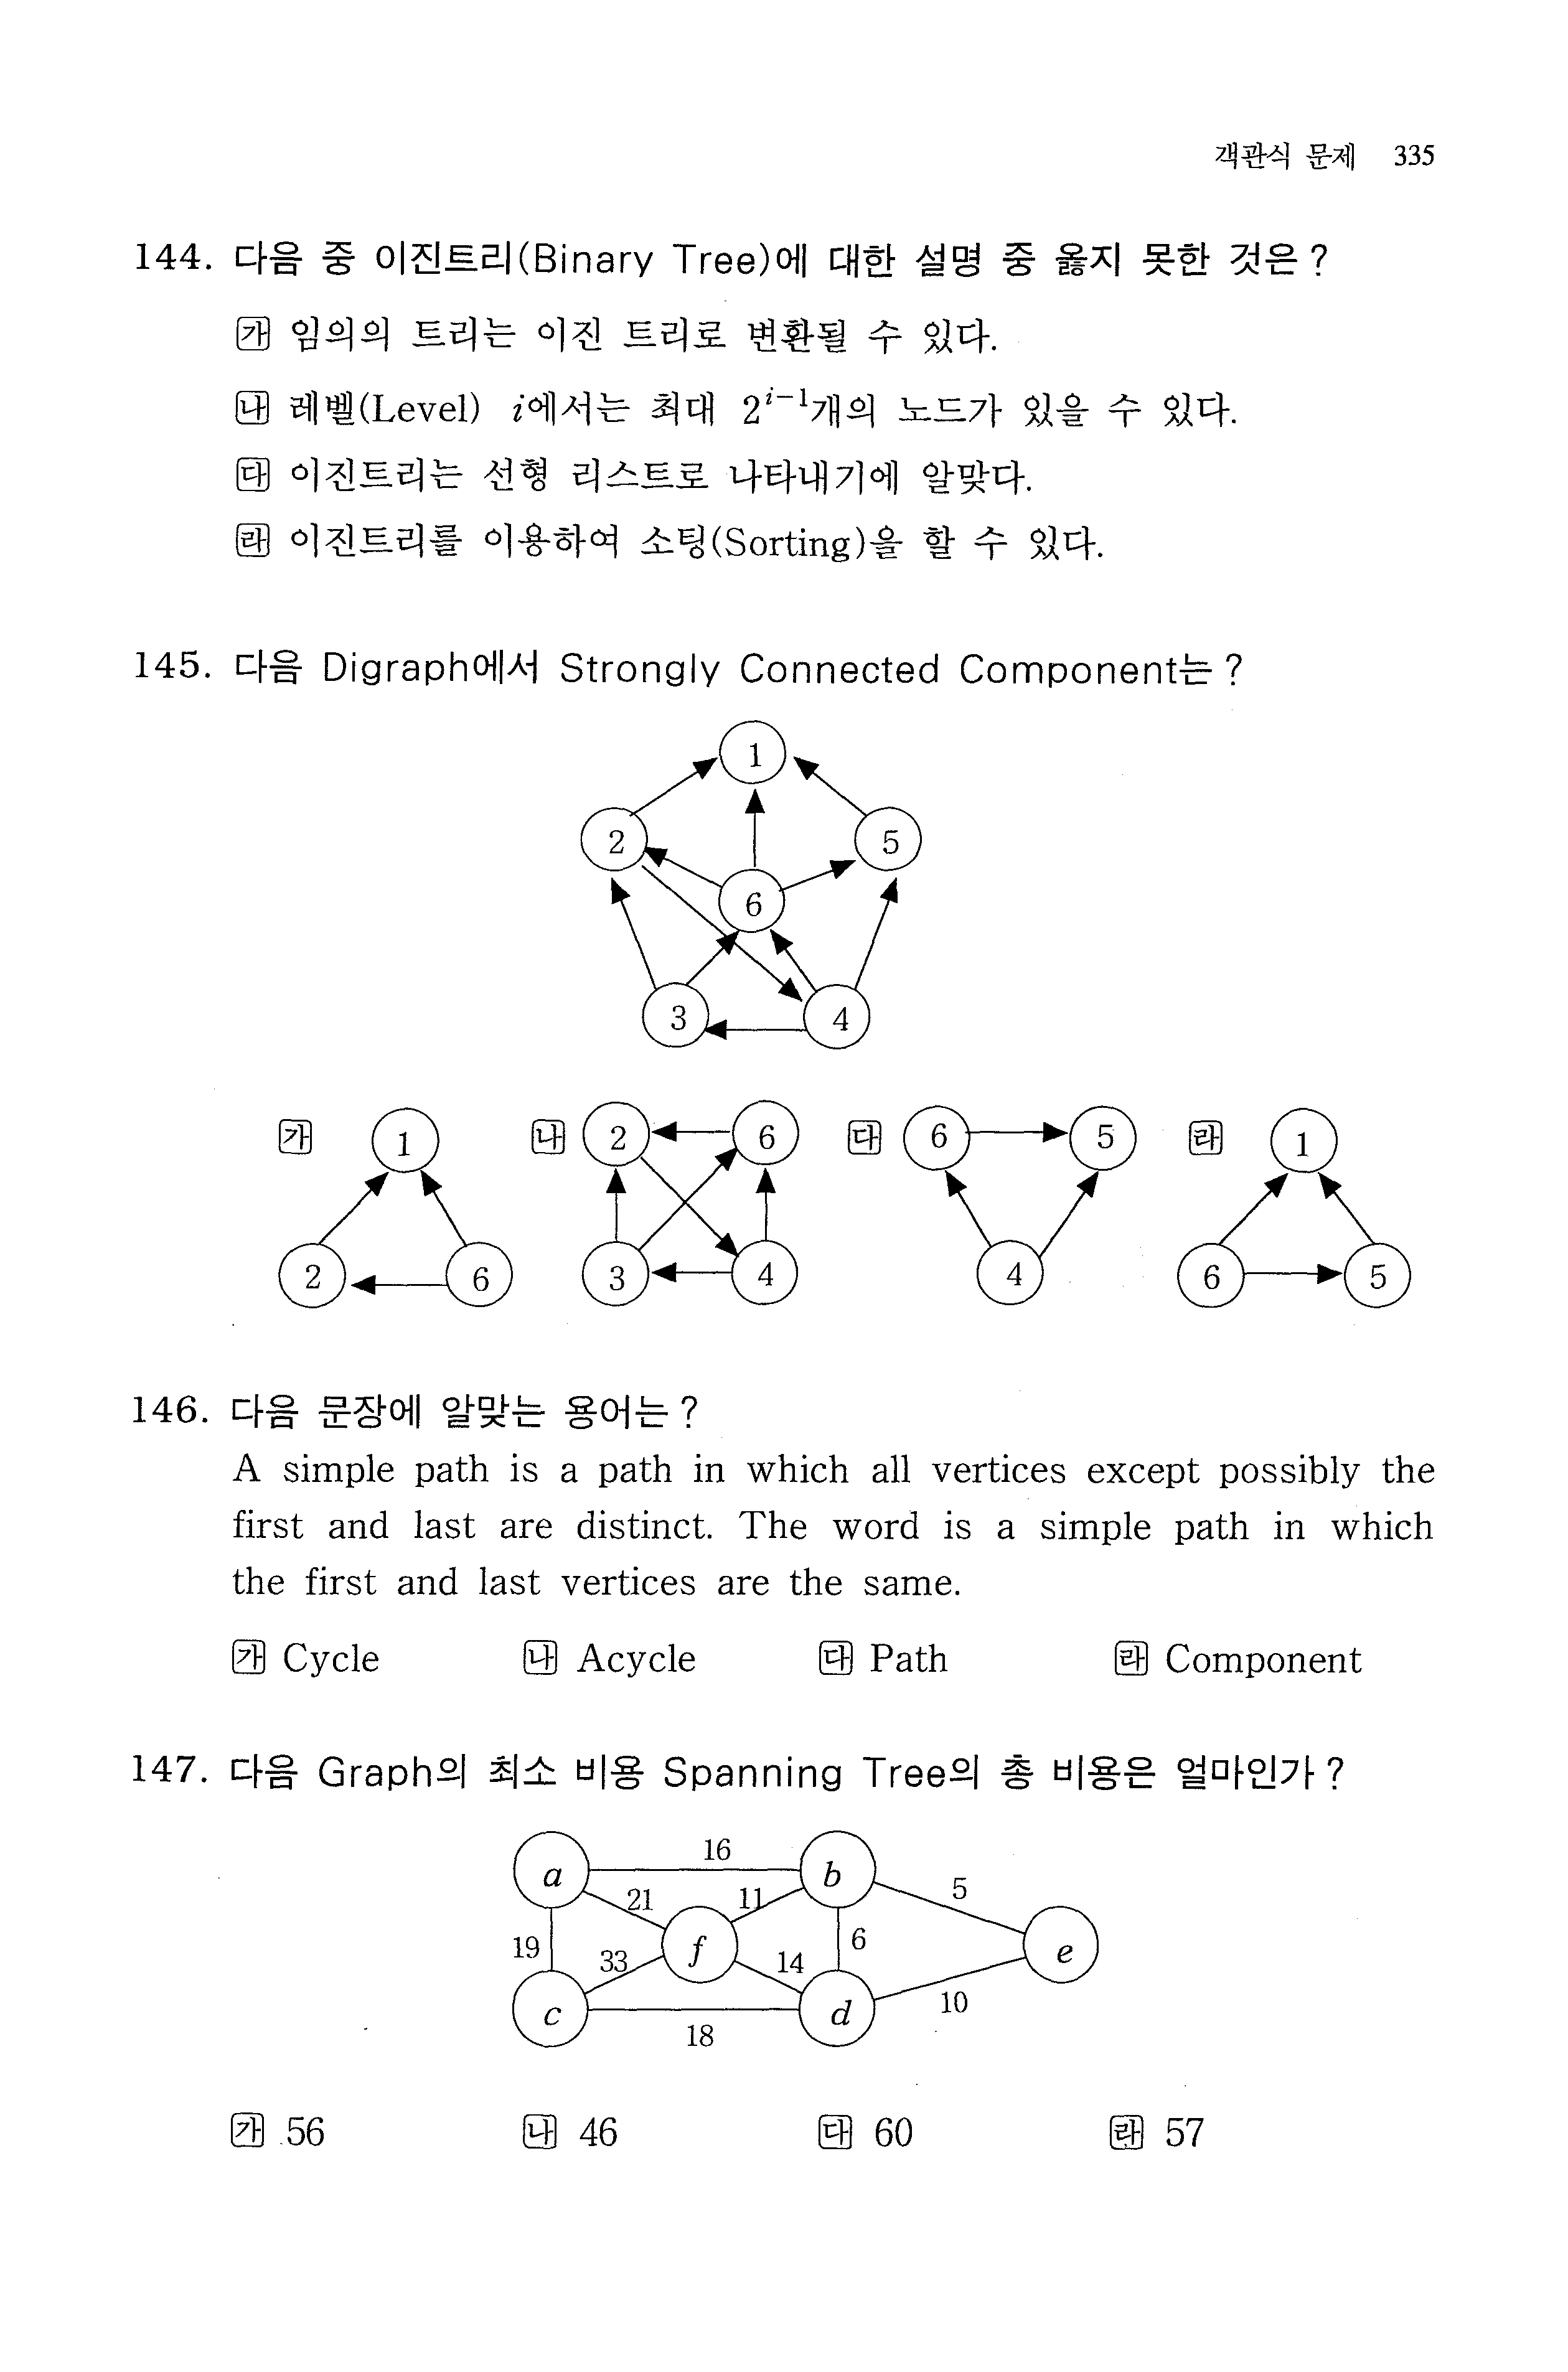 객관식 문제 335
144. 다음 중 이진트리(Binary Tree)에 대한 설명 중 옳지 못한 것은?
㉮ 임의의 트리는 이진 트리로 변환될 수 있다.
㉯ 레벨(Level) i에서는 최대 2^{i-1}개의 노드가 있을 수 있다.
㉰ 이진트리는 선형 리스트로 나타내기에 알맞다.
㉱ 이진트리를 이용하여 소팅(Sorting)을 할 수 있다.
145. 다음 Digraph에서 Strongly Connected Component는?
1
2 5
6
3 4
㉮ 1 ㉯ 2 6 ㉰ 6 5 ㉱ 1
2 6 3 4 4 6 5
146. 다음 문장에 알맞는 용어는?
A simple path is a path in which all vertices except possibly the
first and last are distinct. The word is a simple path in which
the first and last vertices are the same.
㉮ Cycle ㉯ Acycle ㉰ Path ㉱ Component
147. 다음 Graph의 최소 비용 Spanning Tree의 총 비용은 얼마인가?
a 16 b
21 11 5
19 33 f 14 6 e
c 18 d 10
㉮ 56 ㉯ 46 ㉰ 60 ㉱ 57